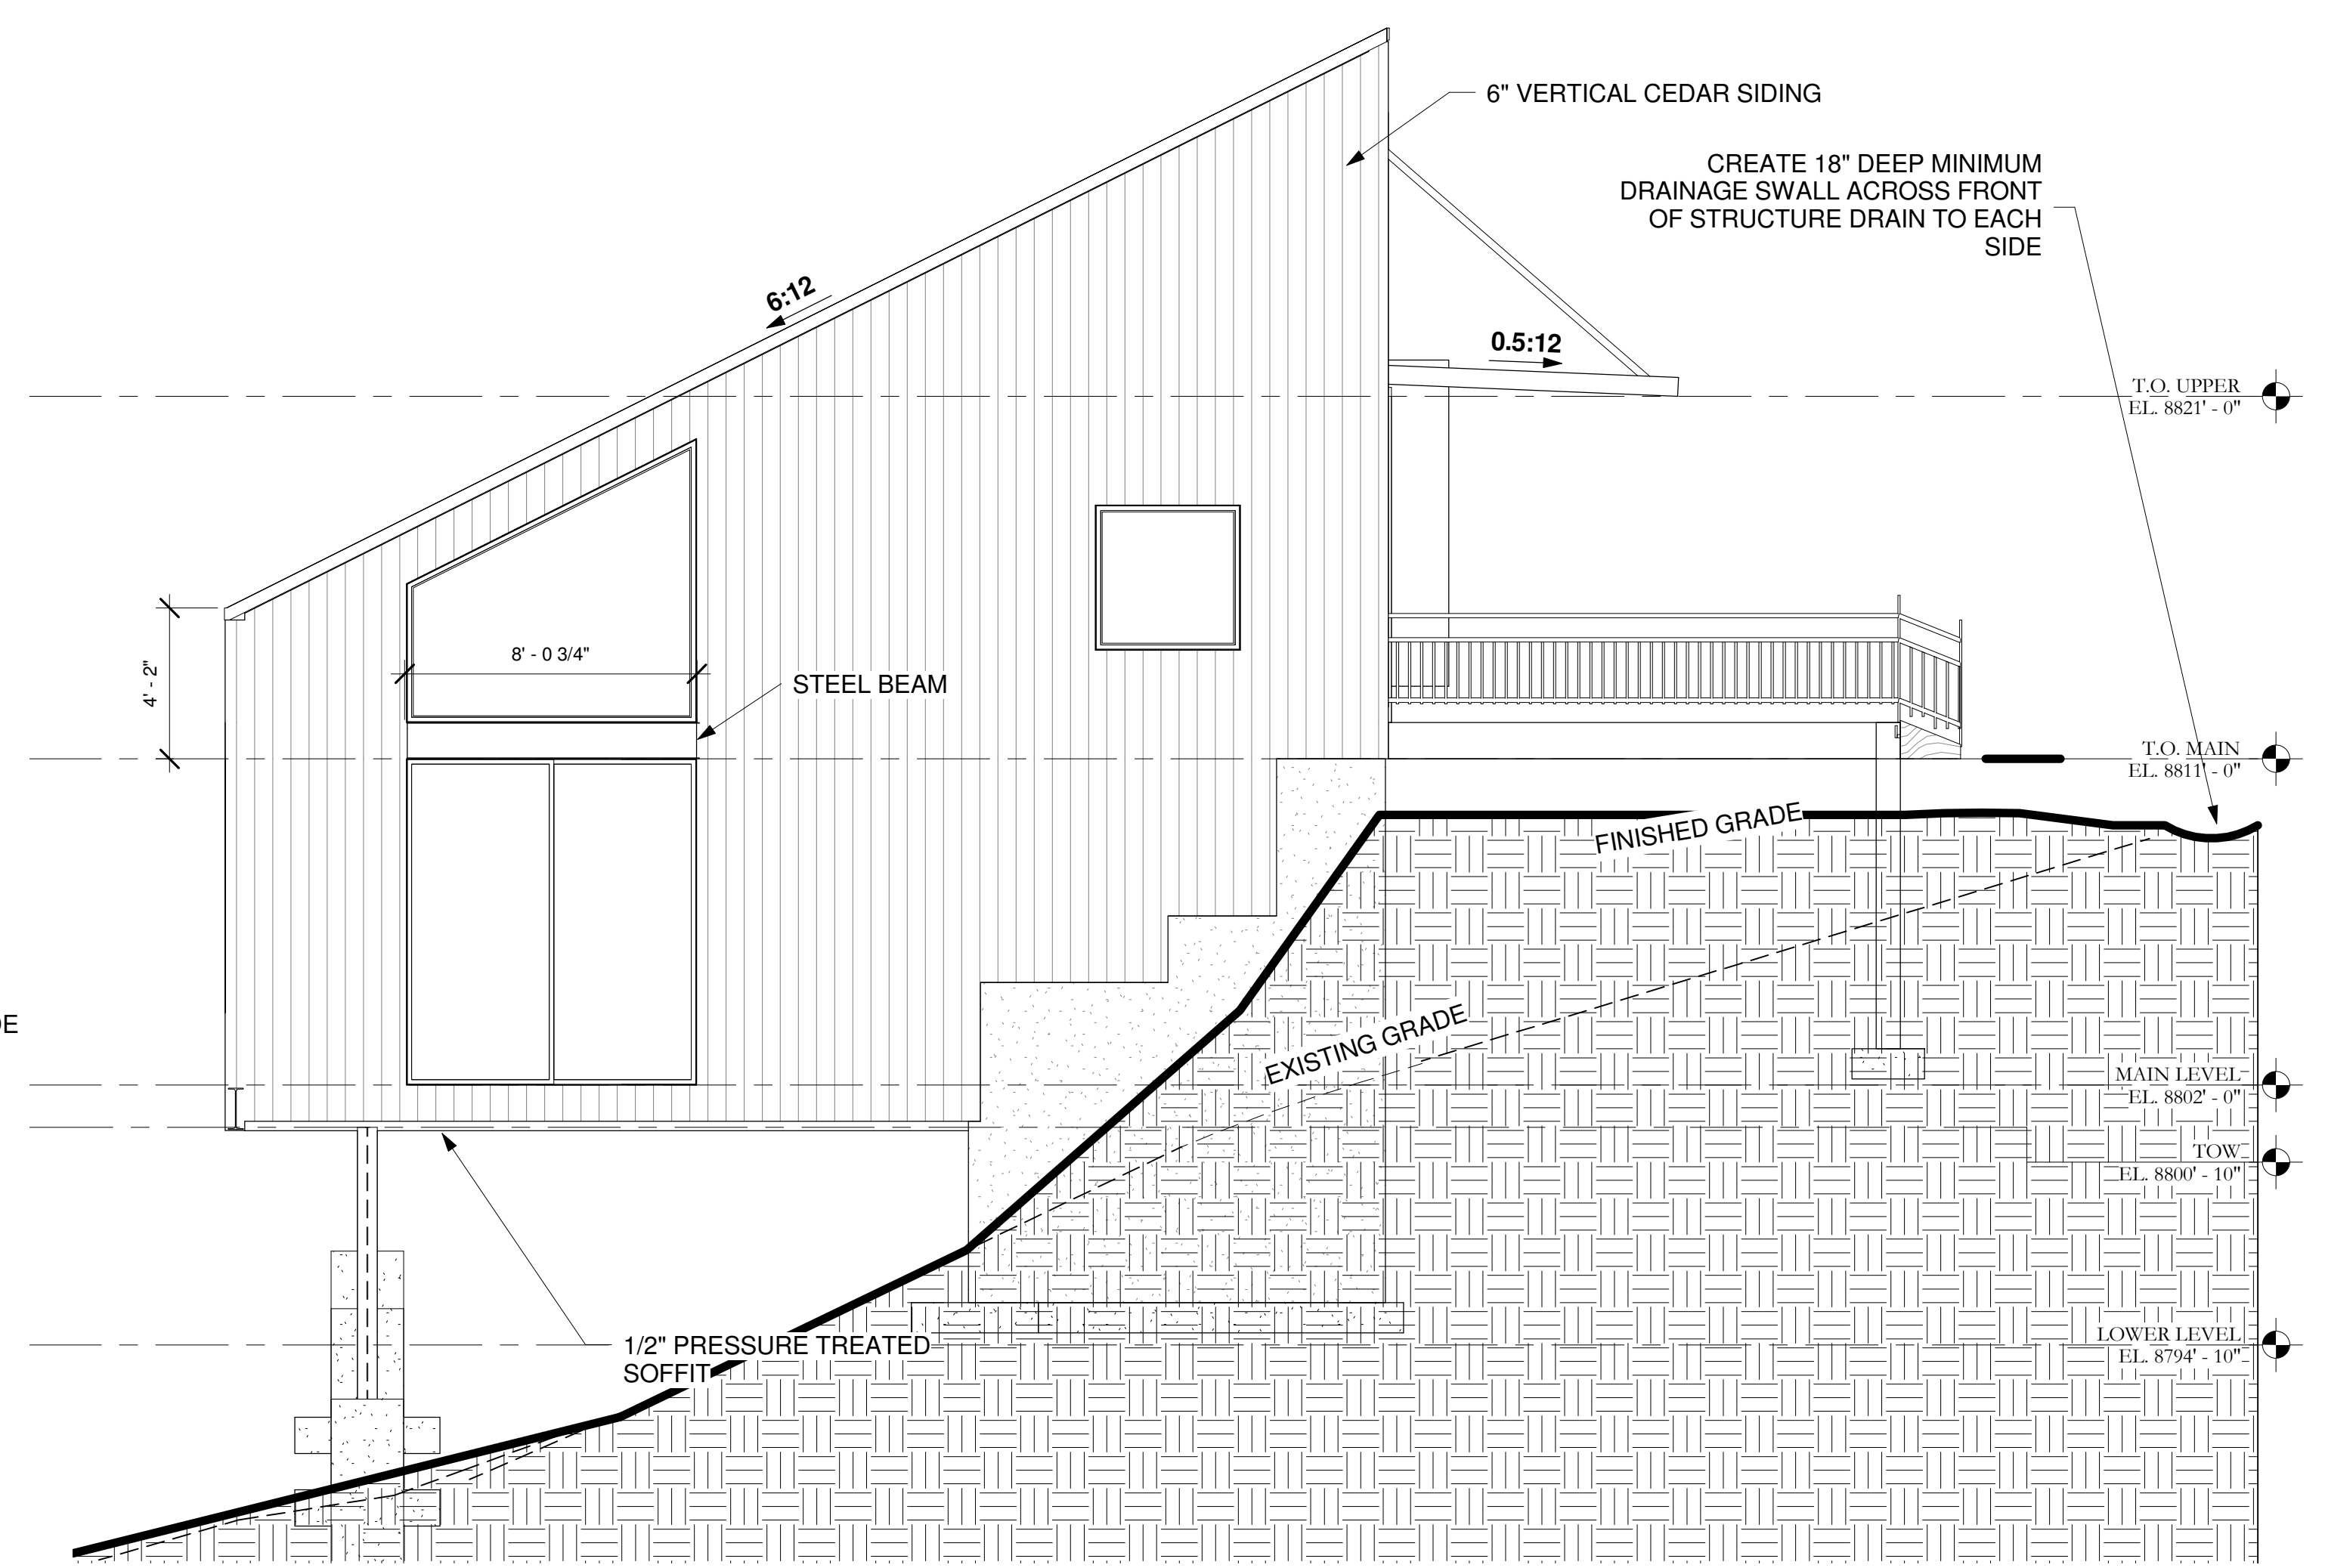 6" VERTICAL CEDAR SIDING
CREATE 18" DEEP MINIMUM
DRAINAGE SWALL ACROSS FRONT
OF STRUCTURE DRAIN TO EACH
SIDE
6:12
0.5:12
T.O. UPPER
EL. 8821' - 0"
8' - 0 3/4"
4' - 2"
STEEL BEAM
T.O. MAIN
EL. 8811' - 0"
FINISHED GRADE
EXISTING GRADE
DE
MAIN LEVEL
EL. 8802' - 0"
TOW
EL. 8800' - 10"
LOWER LEVEL
EL. 8794' - 10"
1/2" PRESSURE TREATED
SOFFIT